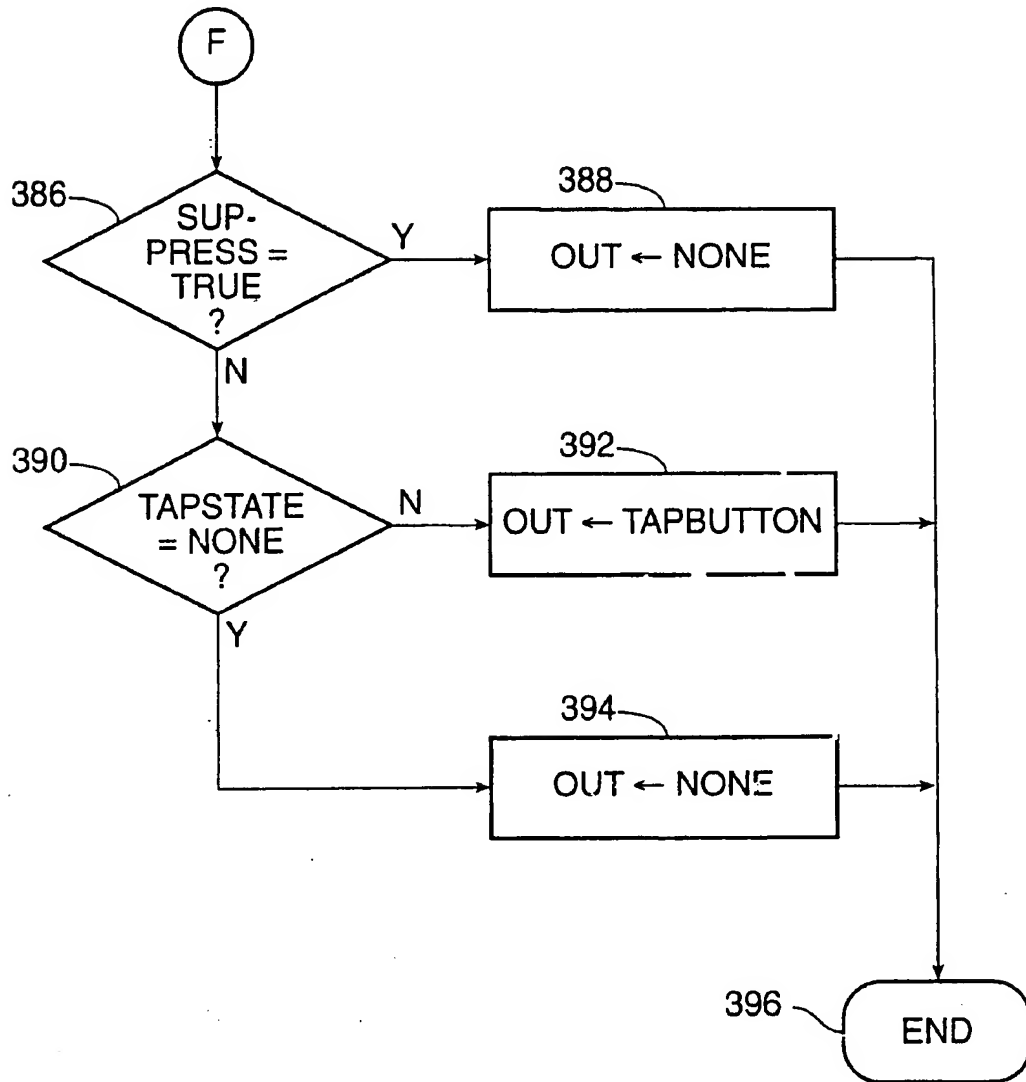 F
386
SUP-
PRESS =
TRUE
?
Y
388
OUT ← NONE
N
390
TAPSTATE
= NONE
?
N
392
OUT ← TAPBUTTON
Y
394
OUT ← NONE
396
END